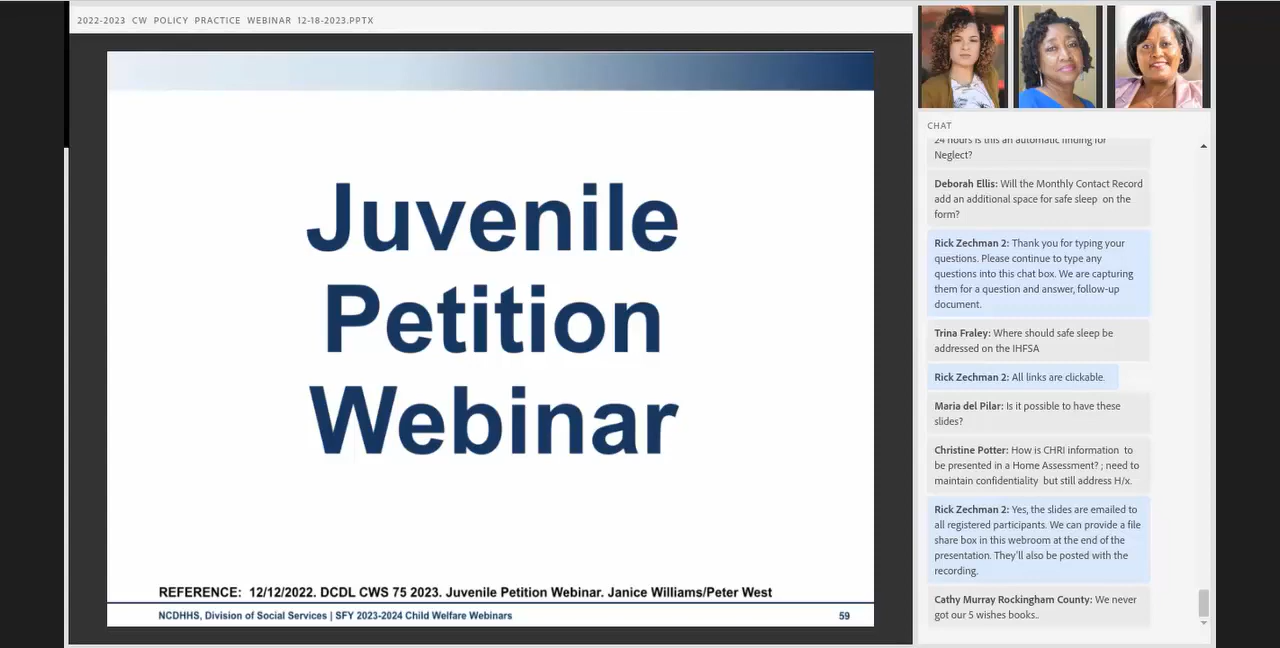 2022-2023 CW POLICY PRACTICE WEBINAR 12-18-2023.PPTX
Juvenile
Petition
Webinar
REFERENCE: 12/12/2022. DCDL CWS 75 2023. Juvenile Petition Webinar. Janice Williams/Peter West
NCDHHS, Division of Social Services | SFY 2023-2024 Child Welfare Webinars
59
CHAT
24 hours is this an automatic finding for
Neglect?
Deborah Ellis: Will the Monthly Contact Record
add an additional space for safe sleep on the
form?
Rick Zechman 2: Thank you for typing your
questions. Please continue to type any
questions into this chat box. We are capturing
them for a question and answer, follow-up
document.
Trina Fraley: Where should safe sleep be
addressed on the IHFSA
Rick Zechman 2: All links are clickable.
Maria del Pilar: Is it possible to have these
slides?
Christine Potter: How is CHRI information to
be presented in a Home Assessment? ; need to
maintain confidentiality but still address H/x.
Rick Zechman 2: Yes, the slides are emailed to
all registered participants. We can provide a file
share box in this webroom at the end of the
presentation. They'll also be posted with the
recording.
Cathy Murray Rockingham County: We never
got our 5 wishes books..